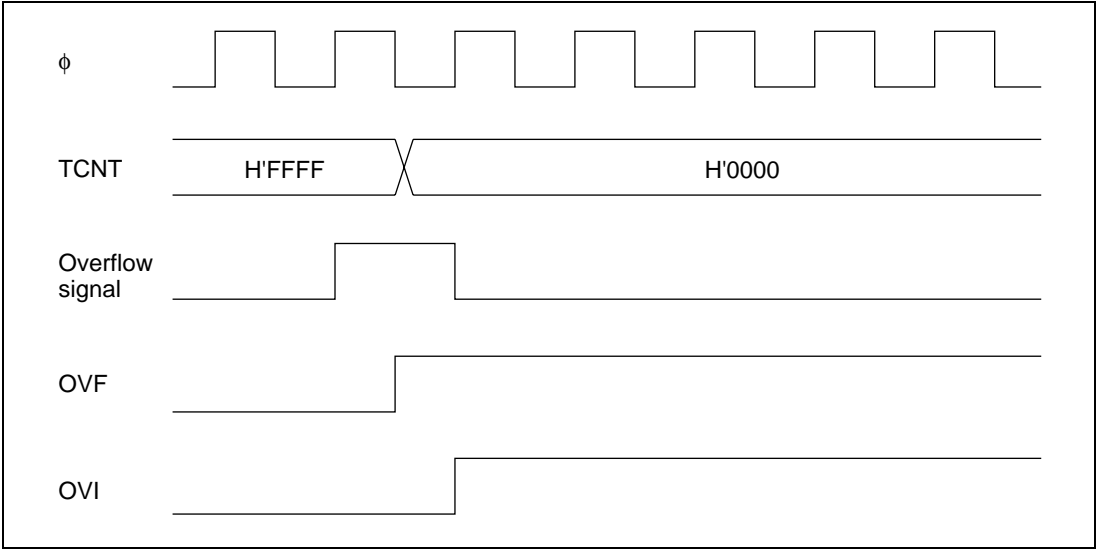 ϕ
TCNT
H'FFFF
H'0000
Overflow
signal
OVF
OVI